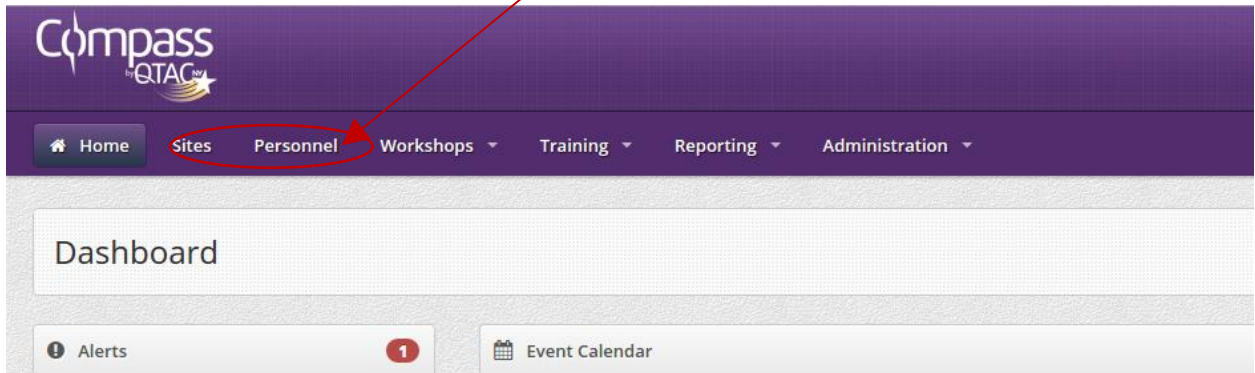 Compass
by QTAC NY
Home Sites Personnel Workshops Training Reporting Administration
Dashboard
Alerts 1 Event Calendar